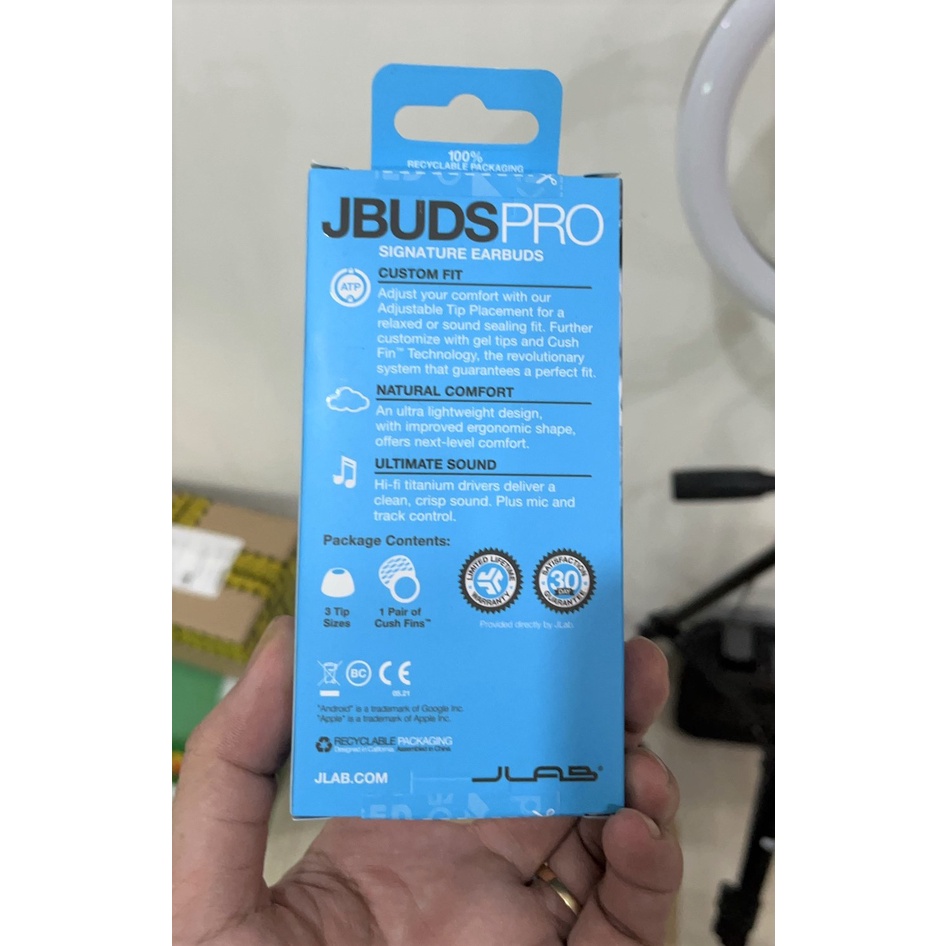 100%
RECYCLABLE PACKAGING
JBUDSPRO
SIGNATURE EARBUDS
ATP
CUSTOM FIT
Adjust your comfort with our
Adjustable Tip Placement for a
relaxed or sound sealing fit. Further
customize with gel tips and Cush
Fin™ Technology, the revolutionary
system that guarantees a perfect fit.
NATURAL COMFORT
An ultra lightweight design,
with improved ergonomic shape,
offers next-level comfort.
ULTIMATE SOUND
Hi-fi titanium drivers deliver a
clean, crisp sound. Plus mic and
track control.
Package Contents:
3 Tip
Sizes
1 Pair of
Cush Fins™
LIMITED LIFETIME
WARRANTY
SATISFACTION
30
DAY
GUARANTEE
Provided directly by JLab
BC
CE
05.21
"Android" is a trademark of Google Inc.
"Apple" is a trademark of Apple Inc.
RECYCLABLE PACKAGING
Designed in California. Assembled in China.
JLAB.COM
JLAB®